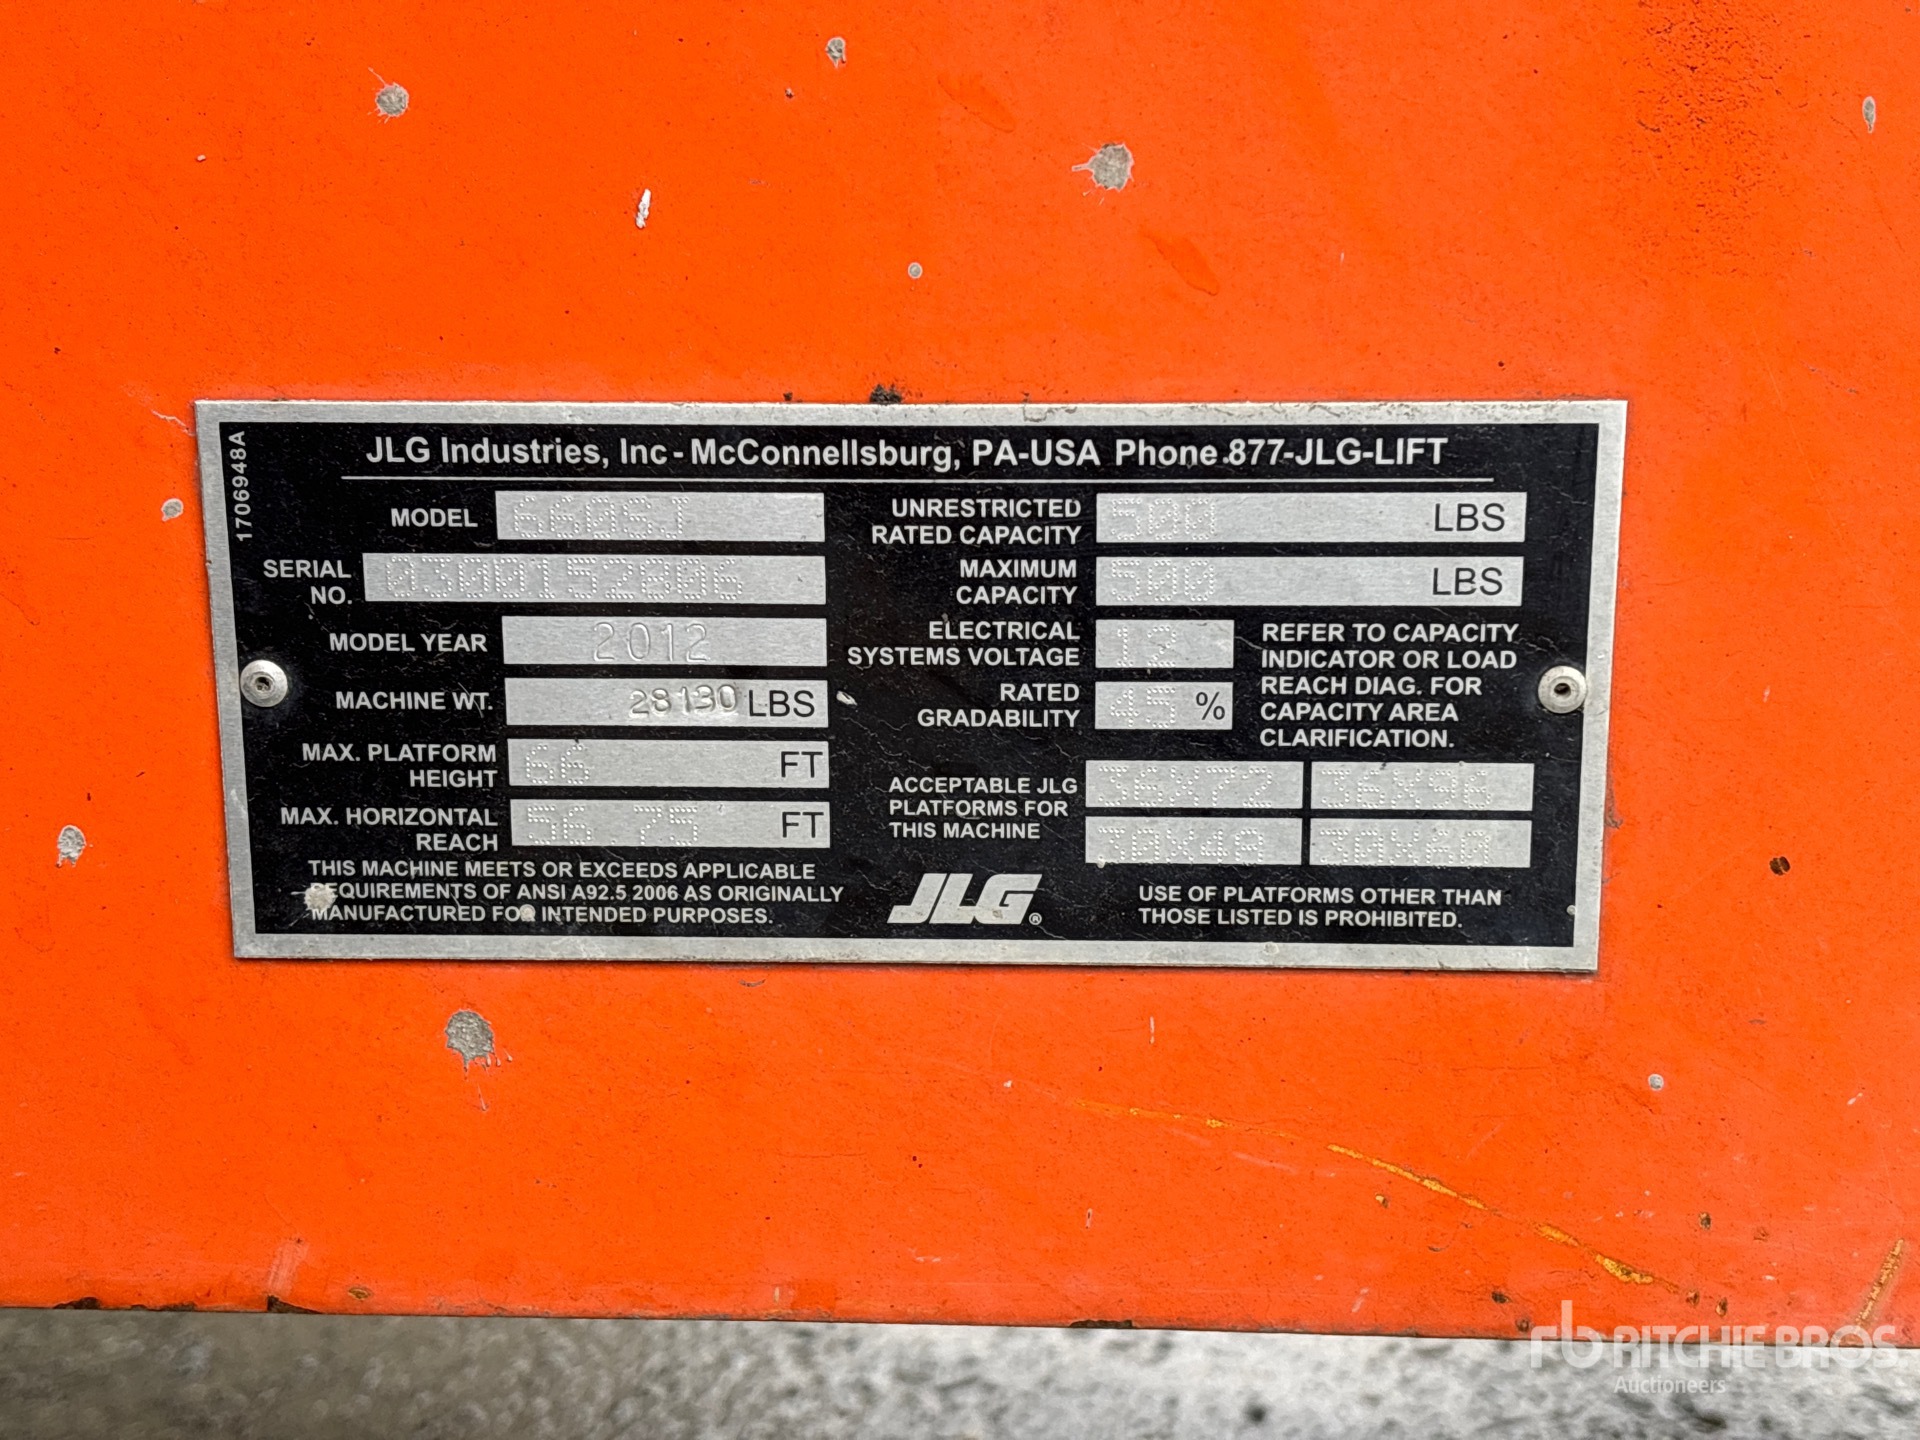 1706948A
JLG Industries, Inc - McConnellsburg, PA-USA Phone 877-JLG-LIFT
MODEL 660SJ
SERIAL NO. 0300152806
MODEL YEAR 2012
MACHINE WT. 28130 LBS
MAX. PLATFORM HEIGHT 66 FT
MAX. HORIZONTAL REACH 56 75 FT
THIS MACHINE MEETS OR EXCEEDS APPLICABLE
REQUIREMENTS OF ANSI A92.5 2006 AS ORIGINALLY
MANUFACTURED FOR INTENDED PURPOSES.
UNRESTRICTED RATED CAPACITY 500 LBS
MAXIMUM CAPACITY 500 LBS
ELECTRICAL SYSTEMS VOLTAGE 12
RATED GRADABILITY 45 %
REFER TO CAPACITY
INDICATOR OR LOAD
REACH DIAG. FOR
CAPACITY AREA
CLARIFICATION.
ACCEPTABLE JLG
PLATFORMS FOR
THIS MACHINE
36X72 36X96
30X48 30X60
JLG®
USE OF PLATFORMS OTHER THAN
THOSE LISTED IS PROHIBITED.
rb RITCHIE BROS
Auctioneers